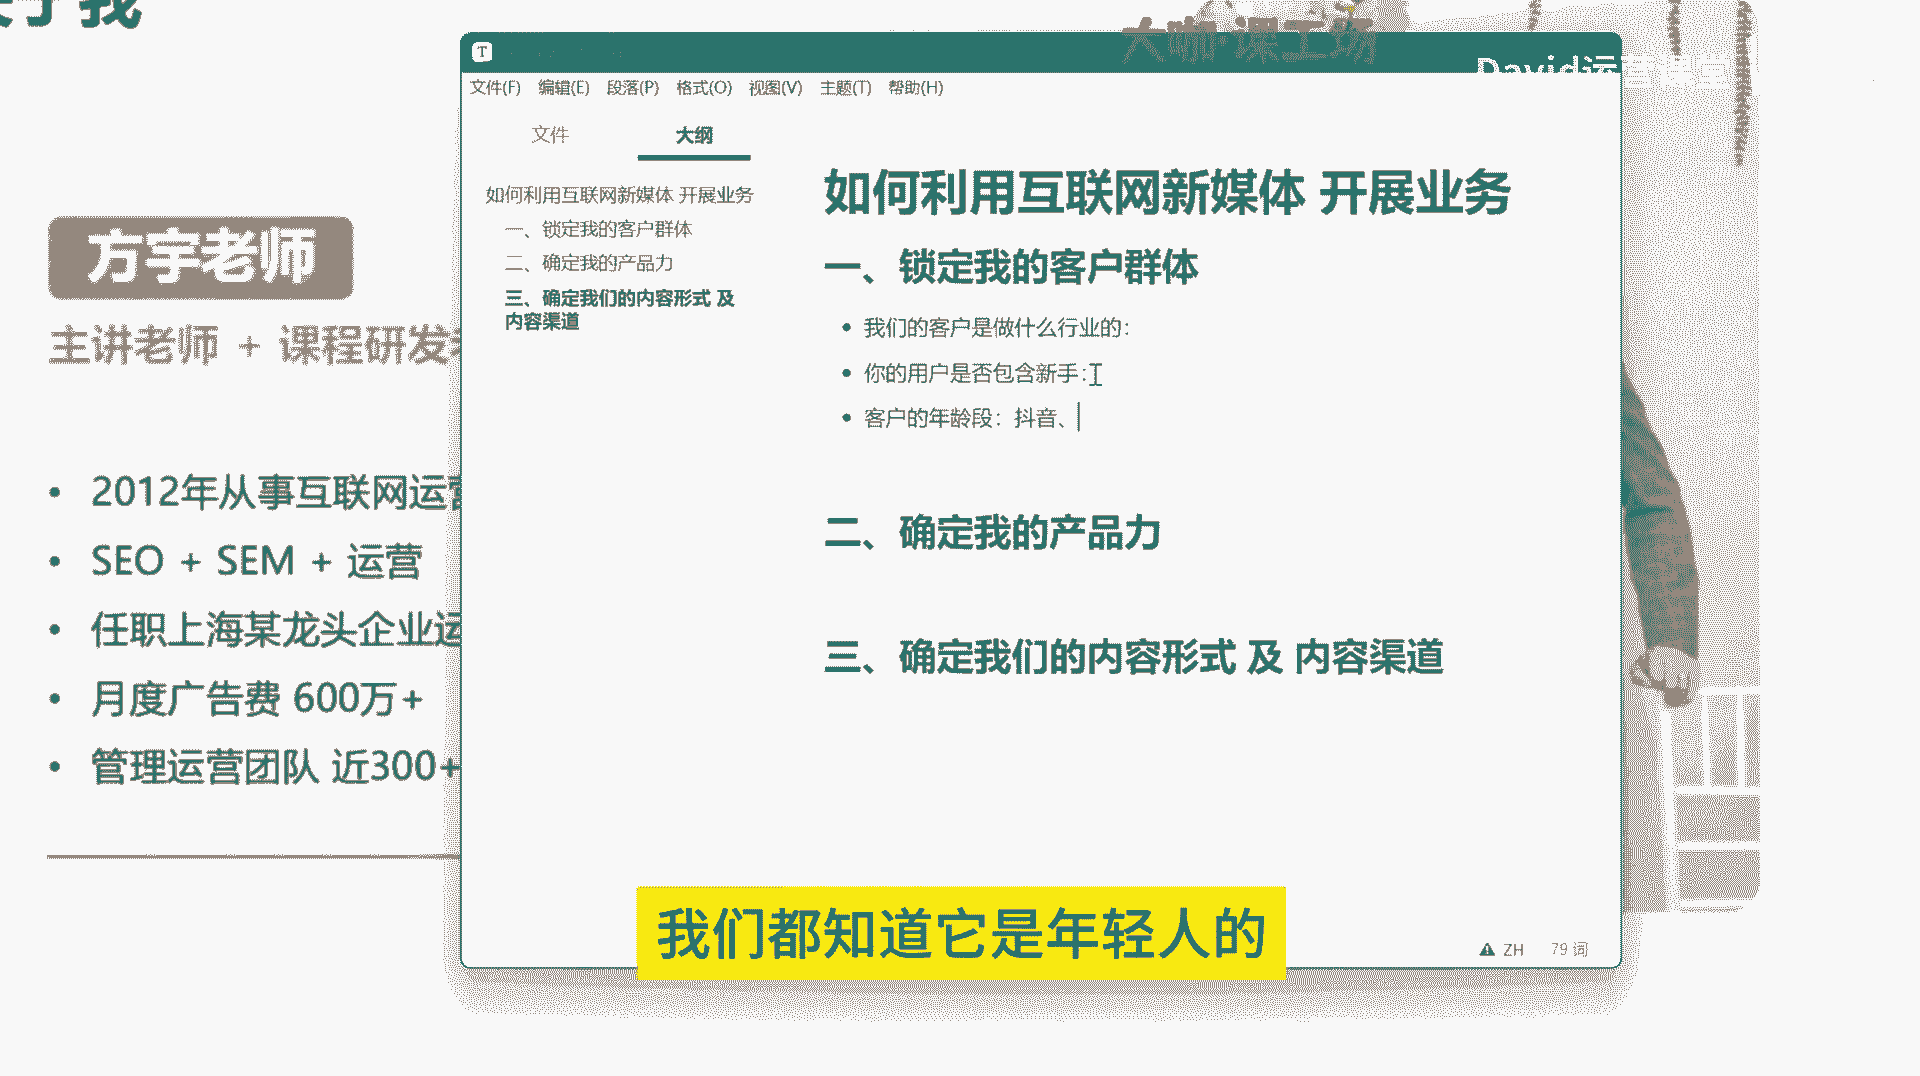 于我
大咖·课工场
David运营课堂
方宇老师
主讲老师 + 课程研发
2012年从事互联网运营
SEO + SEM + 运营
任职上海某龙头企业运
月度广告费 600万+
管理运营团队 近300+
T
文件(F) 编辑(E) 段落(P) 格式(O) 视图(V) 主题(T) 帮助(H)
文件 大纲
如何利用互联网新媒体 开展业务
一、锁定我的客户群体
二、确定我的产品力
三、确定我们的内容形式 及
内容渠道
如何利用互联网新媒体 开展业务
一、锁定我的客户群体
我们的客户是做什么行业的：
你的用户是否包含新手：
客户的年龄段：抖音、
二、确定我的产品力
三、确定我们的内容形式 及 内容渠道
ZH 79 词
我们都知道它是年轻人的